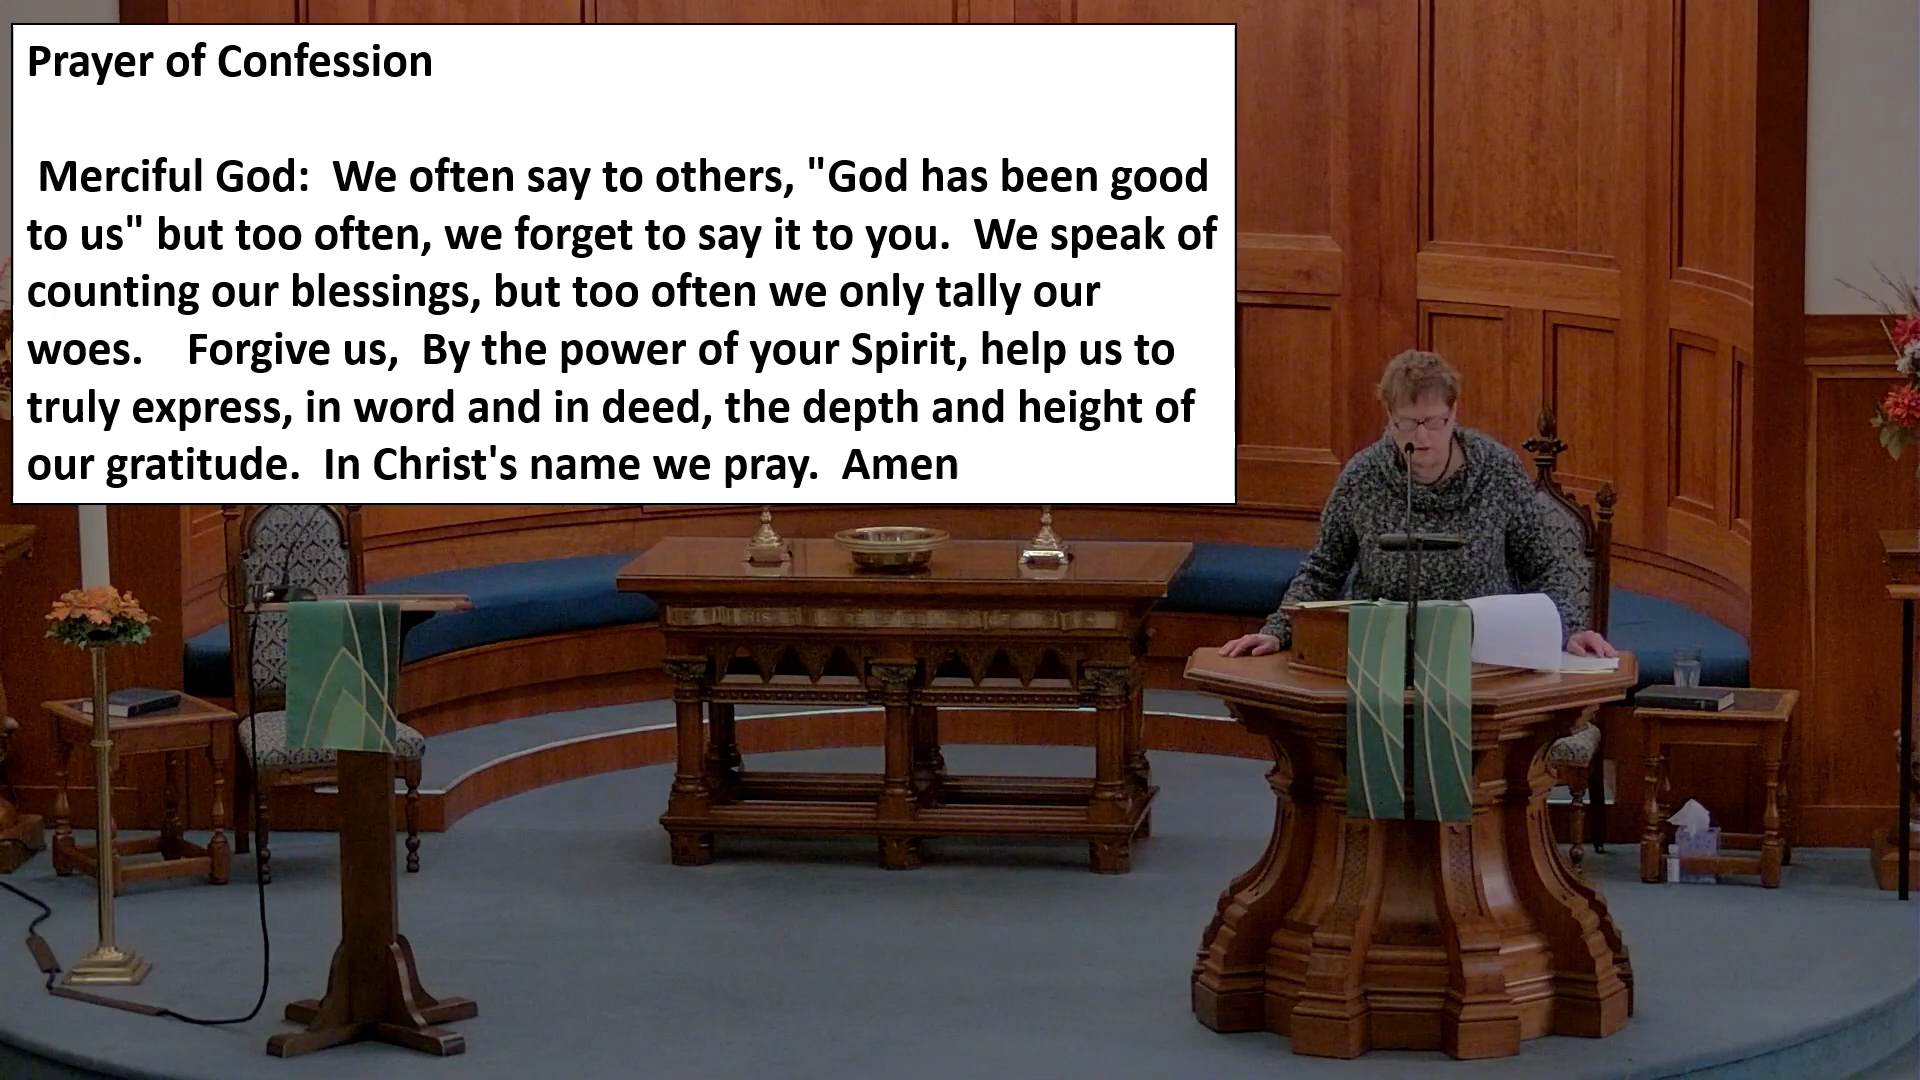 Prayer of Confession
Merciful God:  We often say to others, "God has been good
to us" but too often, we forget to say it to you.  We speak of
counting our blessings, but too often we only tally our
woes.    Forgive us,  By the power of your Spirit, help us to
truly express, in word and in deed, the depth and height of
our gratitude.  In Christ's name we pray.  Amen